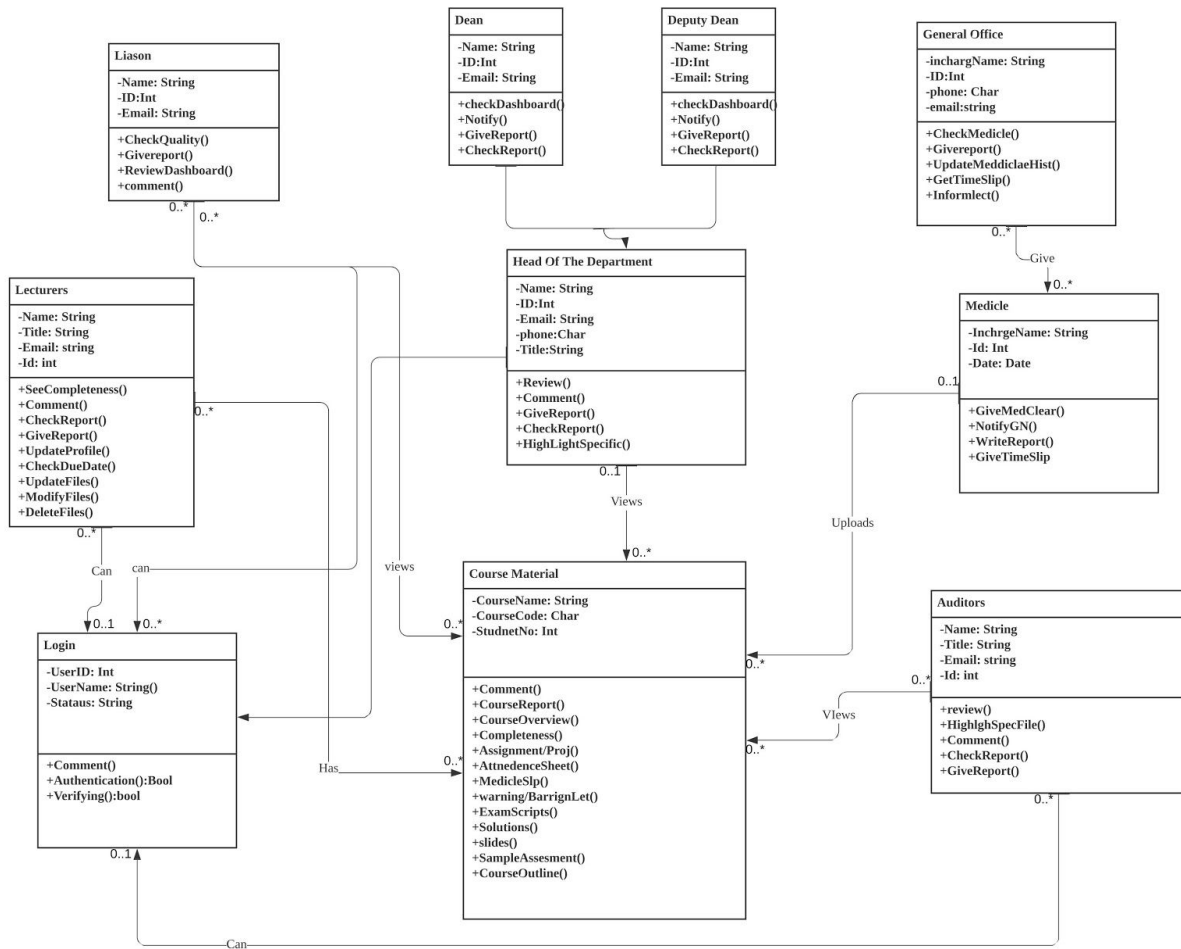 Dean
-Name: String
-ID:Int
-Email: String
+checkDashboard()
+Notify()
+GiveReport()
+CheckReport()
Deputy Dean
-Name: String
-ID:Int
-Email: String
+checkDashboard()
+Notify()
+GiveReport()
+CheckReport()
General Office
-inchargName: String
-ID:Int
-phone: Char
-email:string
+CheckMedicle()
+Givereport()
+UpdateMeddiclaeHist()
+GetTimeSlip()
+Informlect()
0..*
Give
0..*
Liason
-Name: String
-ID:Int
-Email: String
+CheckQuality()
+Givereport()
+ReviewDashboard()
+comment()
0..*
0..*
Head Of The Department
-Name: String
-ID:Int
-Email: String
-phone:Char
-Title:String
+Review()
+Comment()
+GiveReport()
+CheckReport()
+HighLightSpecific()
0..1
Views
0..*
Lecturers
-Name: String
-Title: String
-Email: string
-Id: int
+SeeCompleteness()
+Comment()
+CheckReport()
+GiveReport()
+UpdateProfile()
+CheckDueDate()
+UpdateFiles()
+ModifyFiles()
+DeleteFiles()
0..*
0..*
Can
can
views
0..1
0..*
0..*
Medicle
-InchrgeName: String
-Id: Int
-Date: Date
+GiveMedClear()
+NotifyGN()
+WriteReport()
+GiveTimeSlip
0..1
Uploads
0..*
Login
-UserID: Int
-UserName: String()
-Stataus: String
+Comment()
+Authentication():Bool
+Verifying():bool
0..1
Has
0..*
Course Material
-CourseName: String
-CourseCode: Char
-StudnetNo: Int
+Comment()
+CourseReport()
+CourseOverview()
+Completeness()
+Assignment/Proj()
+AttnedenceSheet()
+MedicleSlp()
+warning/BarrignLet()
+ExamScripts()
+Solutions()
+slides()
+SampleAssesment()
+CourseOutline()
Auditors
-Name: String
-Title: String
-Email: string
-Id: int
+review()
+HighlghSpecFile()
+Comment()
+CheckReport()
+GiveReport()
0..*
VIews
0..*
0..*
Can